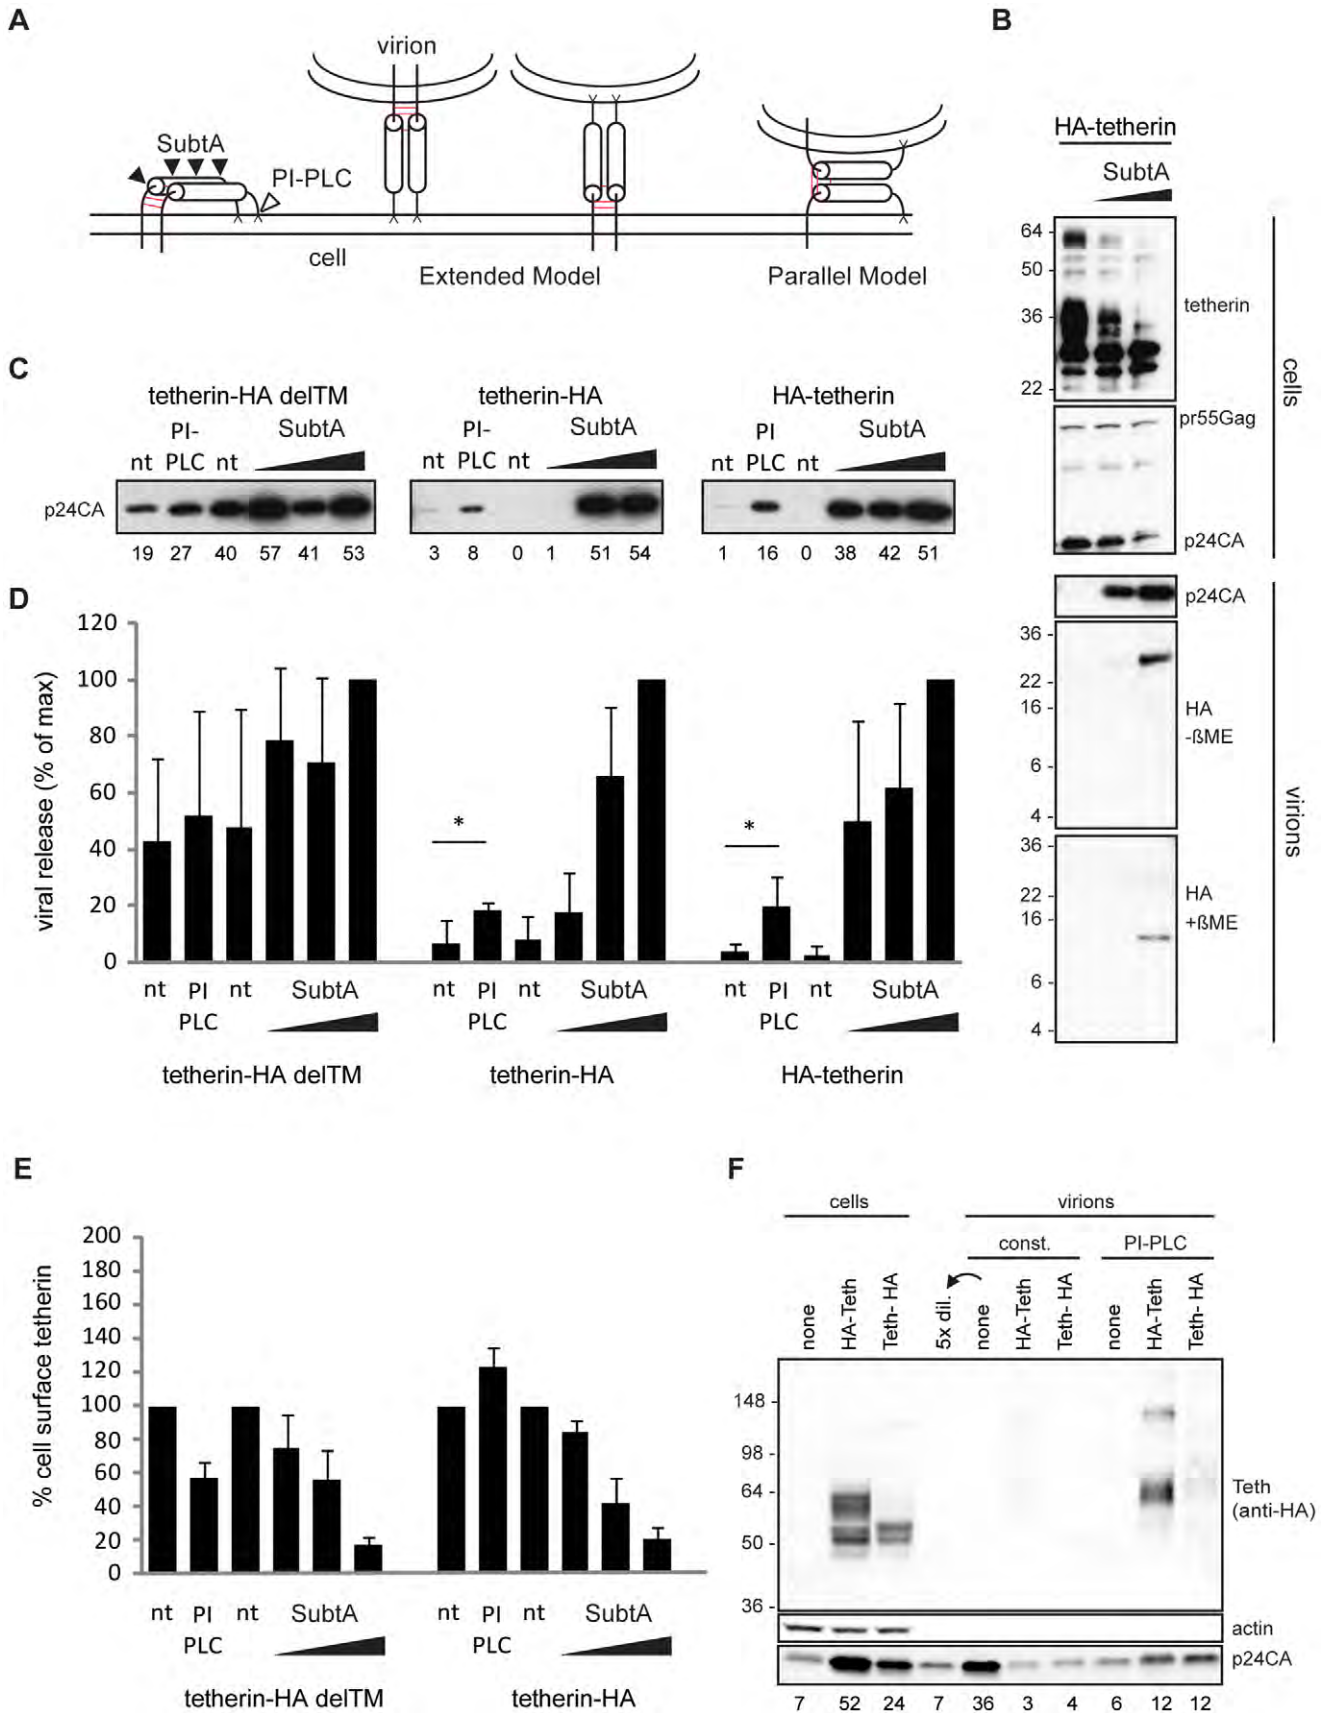 A
virion
SubtA
PI-PLC
cell
Extended Model
Parallel Model
B
HA-tetherin
SubtA
64
50
36
22
tetherin
pr55Gag
p24CA
cells
p24CA
36
22
16
6
4
HA
-ßME
36
22
16
6
4
HA
+ßME
virions
C
tetherin-HA delTM
tetherin-HA
HA-tetherin
PI-
PLC
SubtA
nt nt
PI-
PLC
SubtA
nt nt
PI
PLC
SubtA
nt nt
p24CA
19 27 40 57 41 53
3 8 0 1 51 54
1 16 0 38 42 51
D
viral release (% of max)
120
100
80
60
40
20
0
nt PI nt SubtA
PLC
nt PI nt SubtA
PLC
nt PI nt SubtA
PLC
tetherin-HA delTM
tetherin-HA
HA-tetherin
*
*
E
% cell surface tetherin
200
180
160
140
120
100
80
60
40
20
0
nt PI nt SubtA
PLC
nt PI nt SubtA
PLC
tetherin-HA delTM
tetherin-HA
F
cells
virions
const.
PI-PLC
none
HA-Teth
Teth- HA
5x dil.
none
HA-Teth
Teth- HA
none
HA-Teth
Teth- HA
148
98
64
50
36
Teth
(anti-HA)
actin
p24CA
7 52 24 7 36 3 4 6 12 12